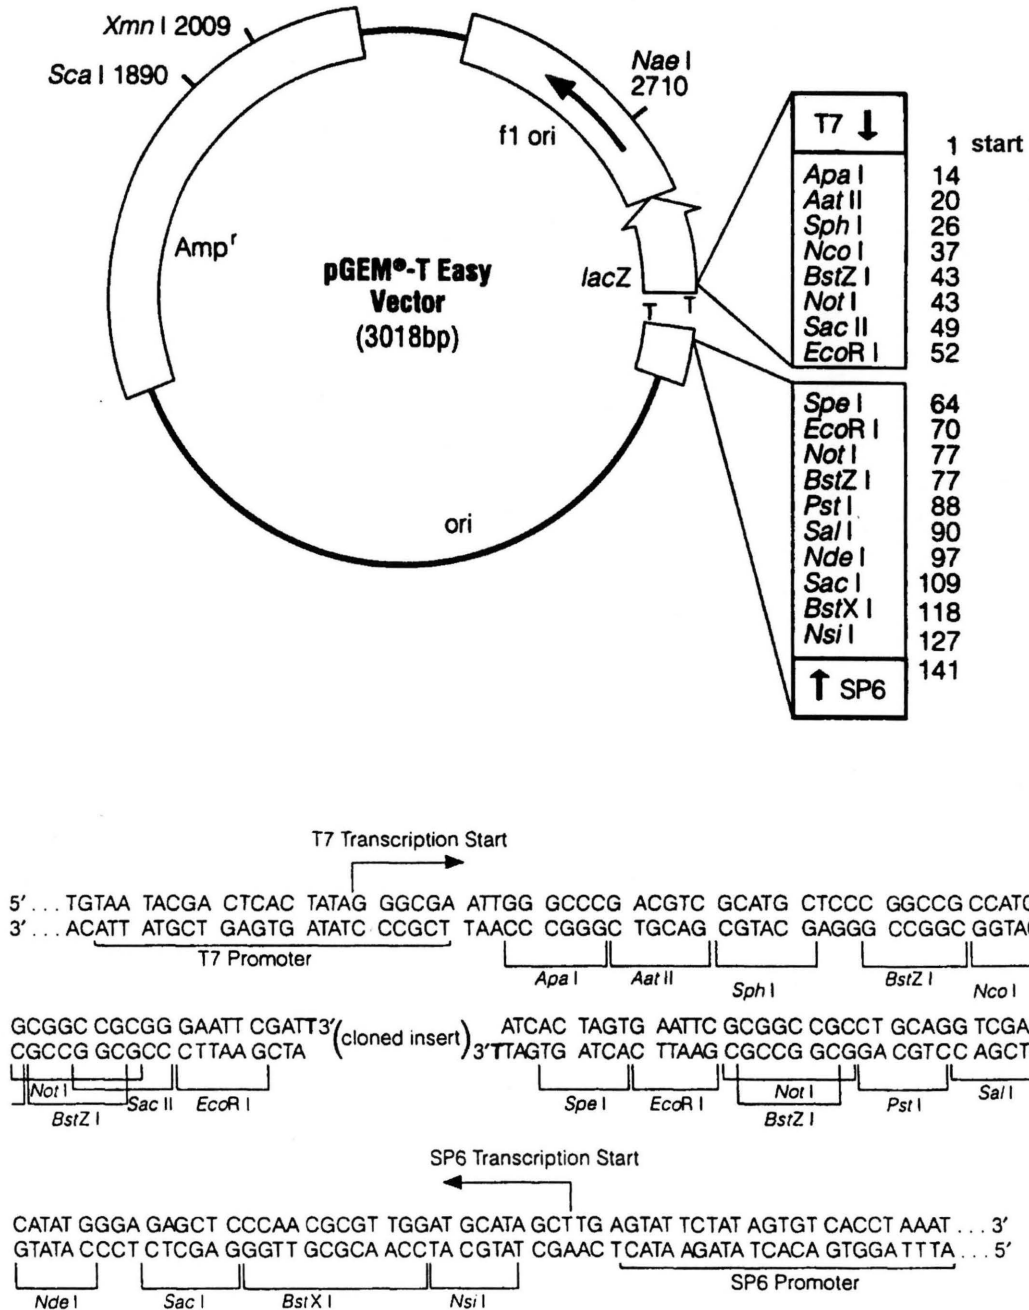 Xmn I 2009
Sca I 1890
Nae I
2710
f1 ori
Ampʳ
pGEM®-T Easy
Vector
(3018bp)
lacZ
T T
ori
T7 ↓
1 start
Apa I 14
Aat II 20
Sph I 26
Nco I 37
BstZ I 43
Not I 43
Sac II 49
EcoR I 52
Spe I 64
EcoR I 70
Not I 77
BstZ I 77
Pst I 88
Sal I 90
Nde I 97
Sac I 109
BstX I 118
Nsi I 127
141
↑ SP6
T7 Transcription Start
5′ . . . TGTAA TACGA CTCAC TATAG GGCGA ATTGG GCCCG ACGTC GCATG CTCCC GGCCG CCATG
3′ . . . ACATT ATGCT GAGTG ATATC CCGCT TAACC CGGGC TGCAG CGTAC GAGGG CCGGC GGTAC
T7 Promoter
Apa I Aat II Sph I BstZ I Nco I
GCGGC CGCGG GAATT CGATT3′ (cloned insert) ATCAC TAGTG AATTC GCGGC CGCCT GCAGG TCGA
CGCCG GCGCC CTTAA GCTA 3′TTAGTG ATCAC TTAAG CGCCG GCGGA CGTCC AGCT
Not I Sac II EcoR I Spe I EcoR I Not I Pst I Sal I
BstZ I BstZ I
SP6 Transcription Start
CATAT GGGA GAGCT CCCAA CGCGT TGGAT GCATA GCTTG AGTAT TCTAT AGTGT CACCT AAAT . . . 3′
GTATA CCCT CTCGA GGGTT GCGCA ACCTA CGTAT CGAAC TCATA AGATA TCACA GTGGA TTTA . . . 5′
Nde I Sac I BstX I Nsi I SP6 Promoter